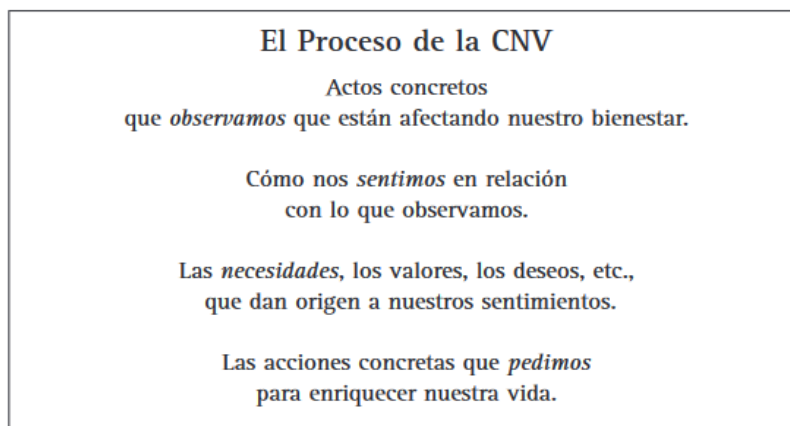 El Proceso de la CNV
Actos concretos
que observamos que están afectando nuestro bienestar.
Cómo nos sentimos en relación
con lo que observamos.
Las necesidades, los valores, los deseos, etc.,
que dan origen a nuestros sentimientos.
Las acciones concretas que pedimos
para enriquecer nuestra vida.